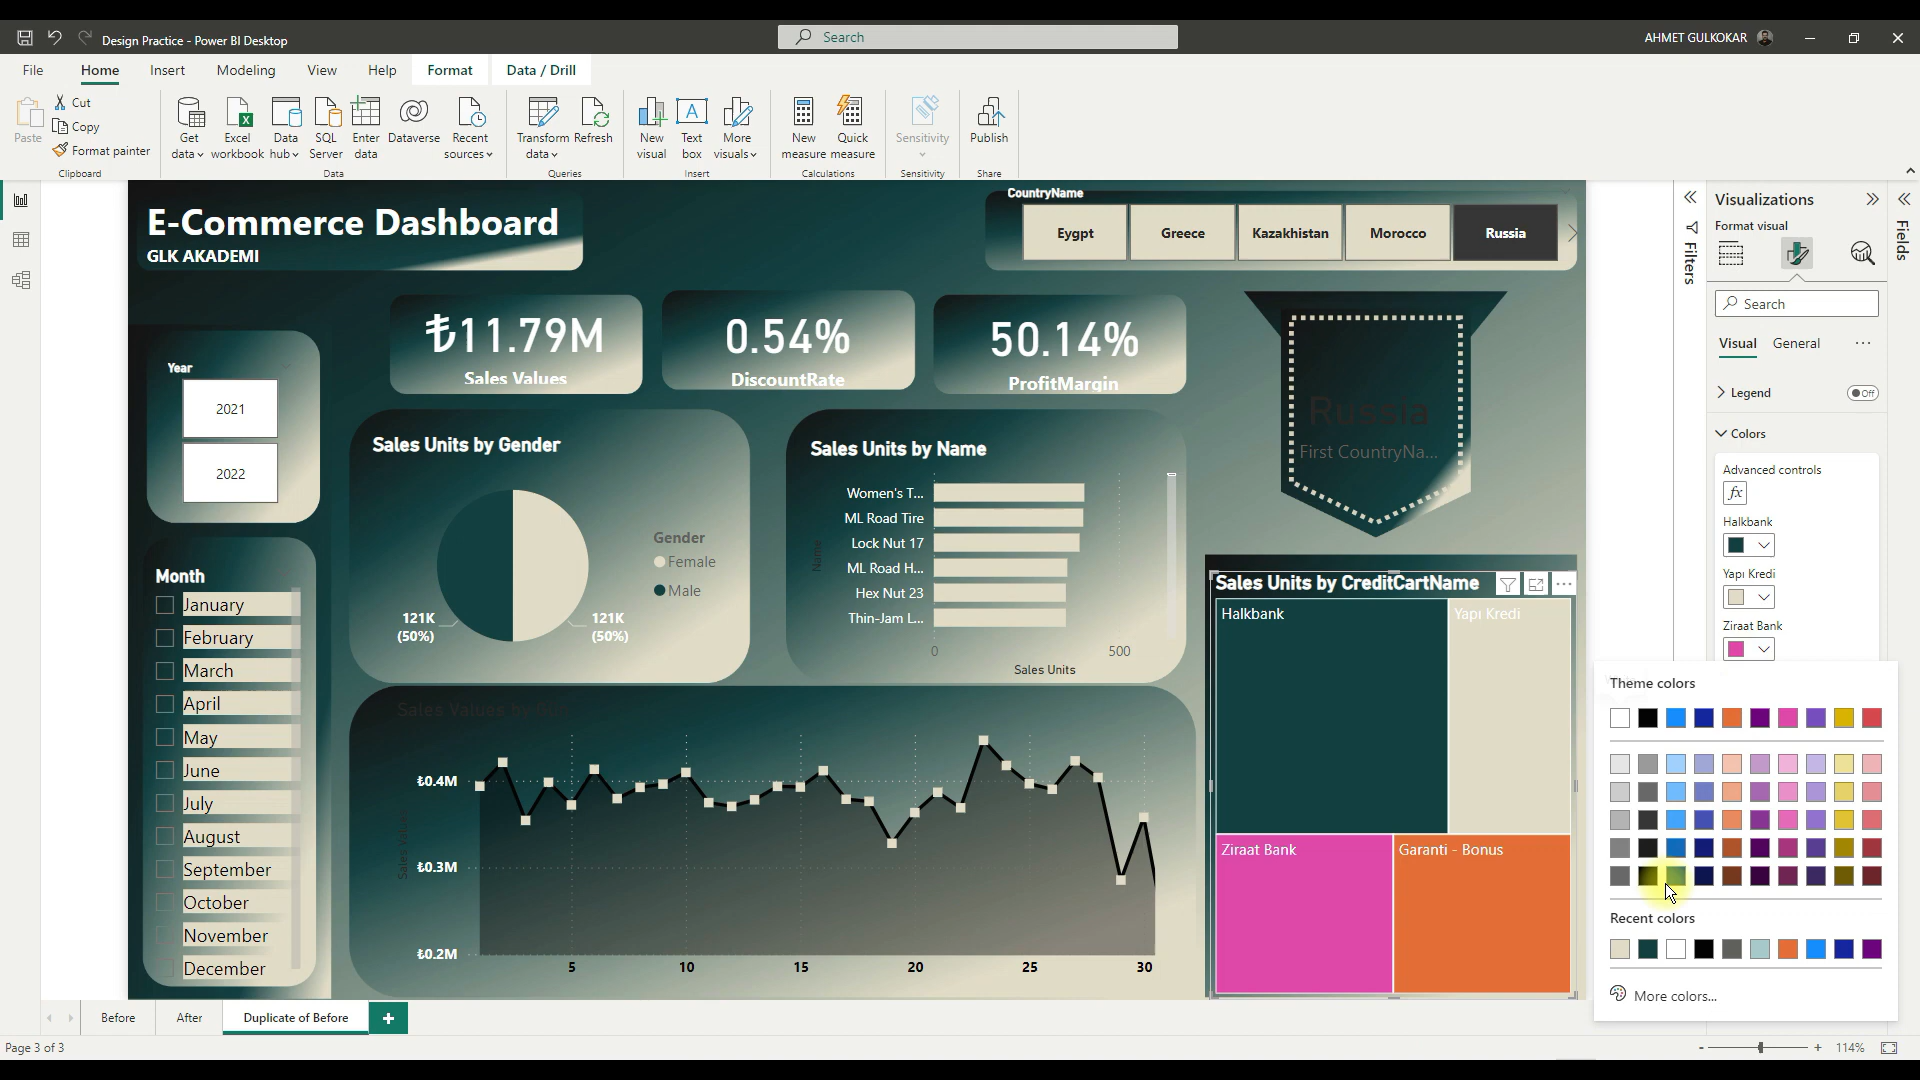 Design Practice - Power BI Desktop
Search
AHMET GULKOKAR
File
Home
Insert
Modeling
View
Help
Format
Data / Drill
Paste
Cut
Copy
Format painter
Clipboard
Get data
Excel workbook
Data hub
SQL Server
Enter data
Dataverse
Recent sources
Data
Transform data
Refresh
Queries
New visual
Text box
More visuals
Insert
New measure
Quick measure
Calculations
Sensitivity
Sensitivity
Publish
Share
E-Commerce Dashboard
GLK AKADEMI
CountryName
Eygpt
Greece
Kazakhistan
Morocco
Russia
₺11.79M
Sales Values
0.54%
DiscountRate
50.14%
ProfitMargin
Russia
First CountryNa...
Year
2021
2022
Month
January
February
March
April
May
June
July
August
September
October
November
December
Sales Units by Gender
121K
(50%)
121K
(50%)
Gender
Female
Male
Sales Units by Name
Name
Women's T...
ML Road Tire
Lock Nut 17
ML Road H...
Hex Nut 23
Thin-Jam L...
0
500
Sales Units
Sales Values by
Sales Values
₺0.4M
₺0.3M
₺0.2M
5
10
15
20
25
30
Sales Units by CreditCartName
Halkbank
Yapı Kredi
Ziraat Bank
Garanti - Bonus
Filters
Visualizations
Format visual
Search
Visual
General
Legend
Off
Colors
Advanced controls
fx
Halkbank
Yapı Kredi
Ziraat Bank
Theme colors
Recent colors
More colors...
Fields
Before
After
Duplicate of Before
Page 3 of 3
114%